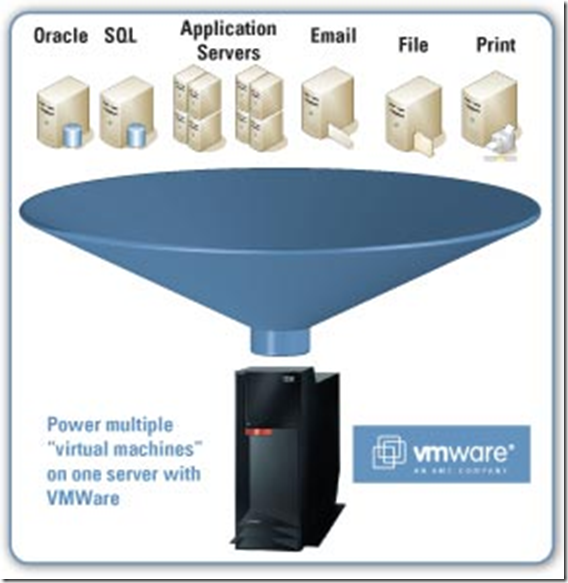 Oracle SQL Application Servers Email File Print
Power multiple
"virtual machines"
on one server with
VMWare
vmware®
AN EMC COMPANY
IBM